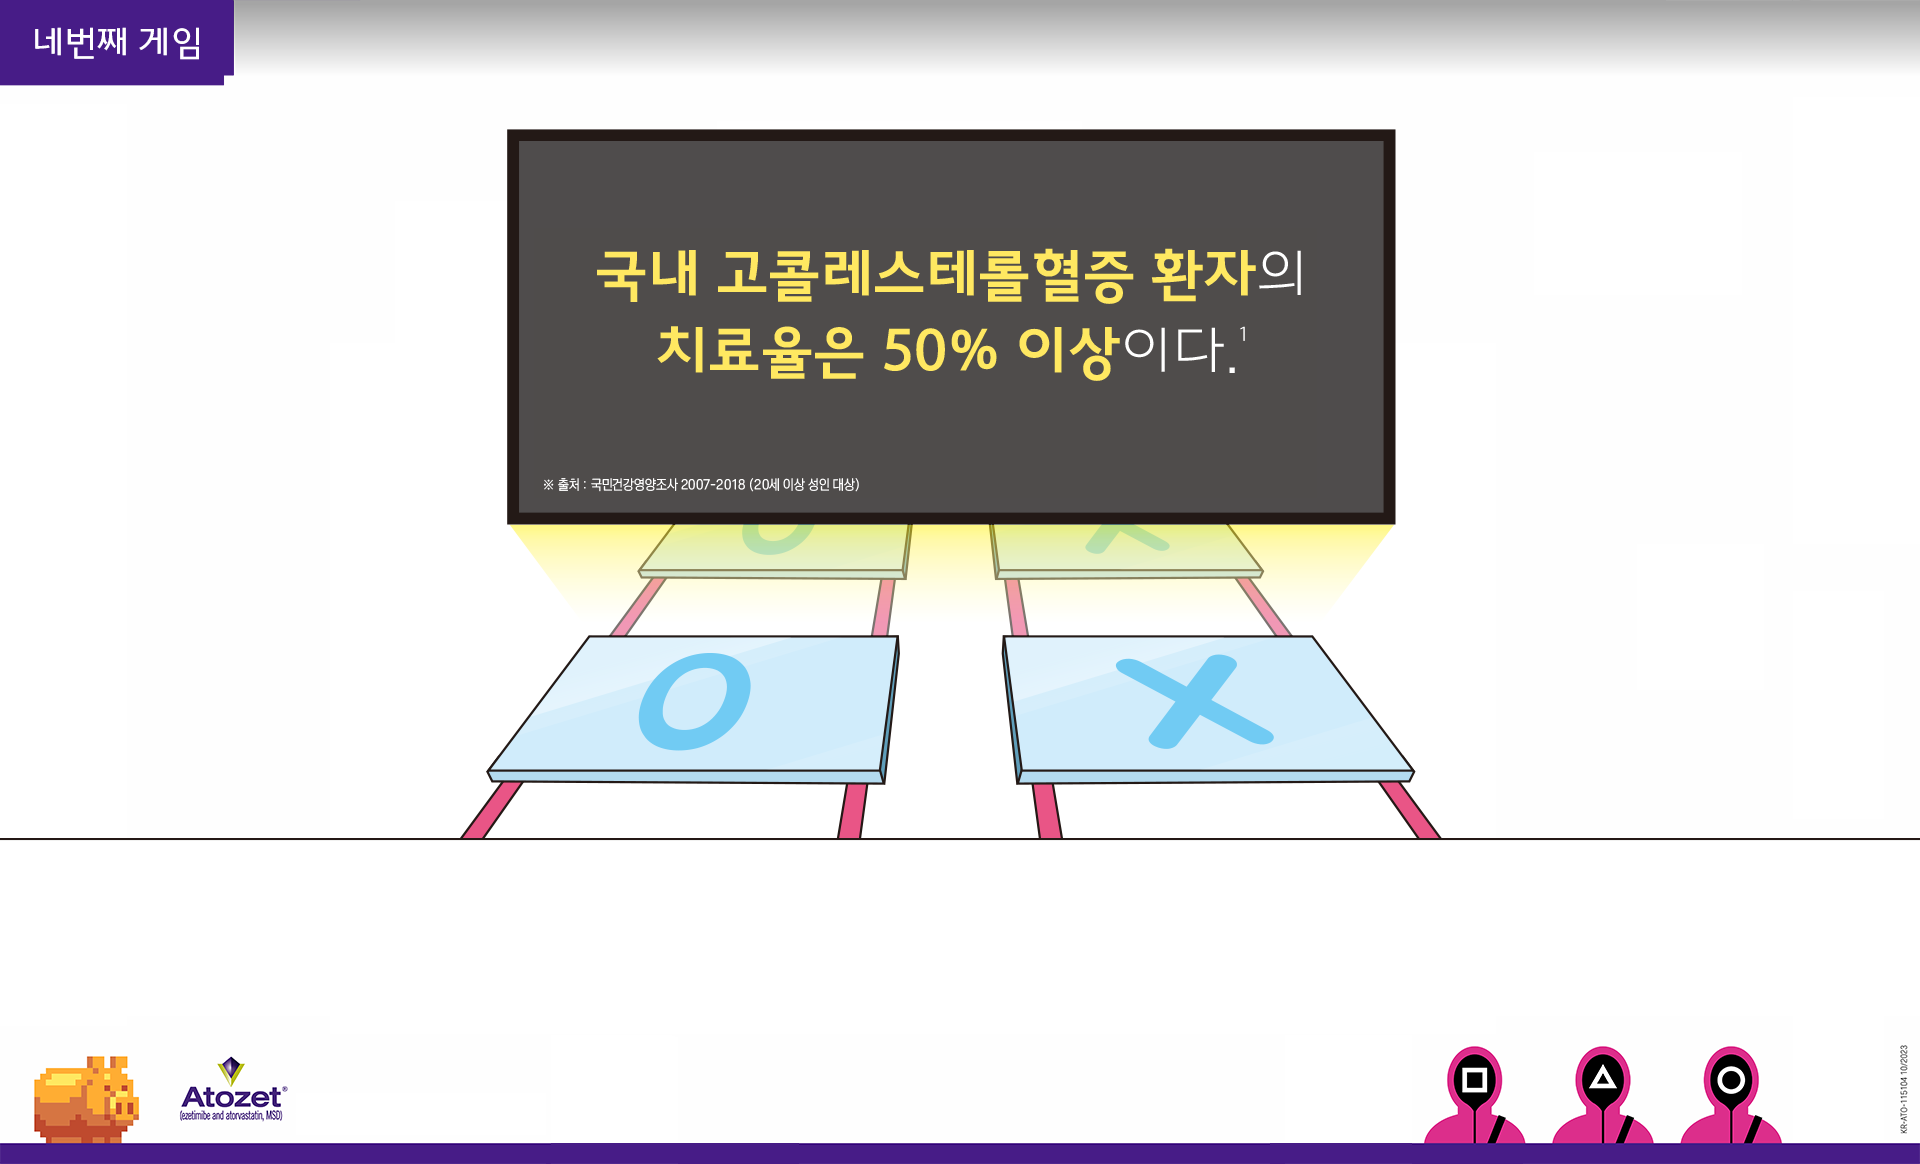 네번째 게임
국내 고콜레스테롤혈증 환자의
치료율은 50% 이상이다.1
※ 출처 : 국민건강영양조사 2007-2018 (20세 이상 성인 대상)
O X
O X
Atozet®
(ezetimibe and atorvastatin, MSD)
KR-ATO-115104 10/2023